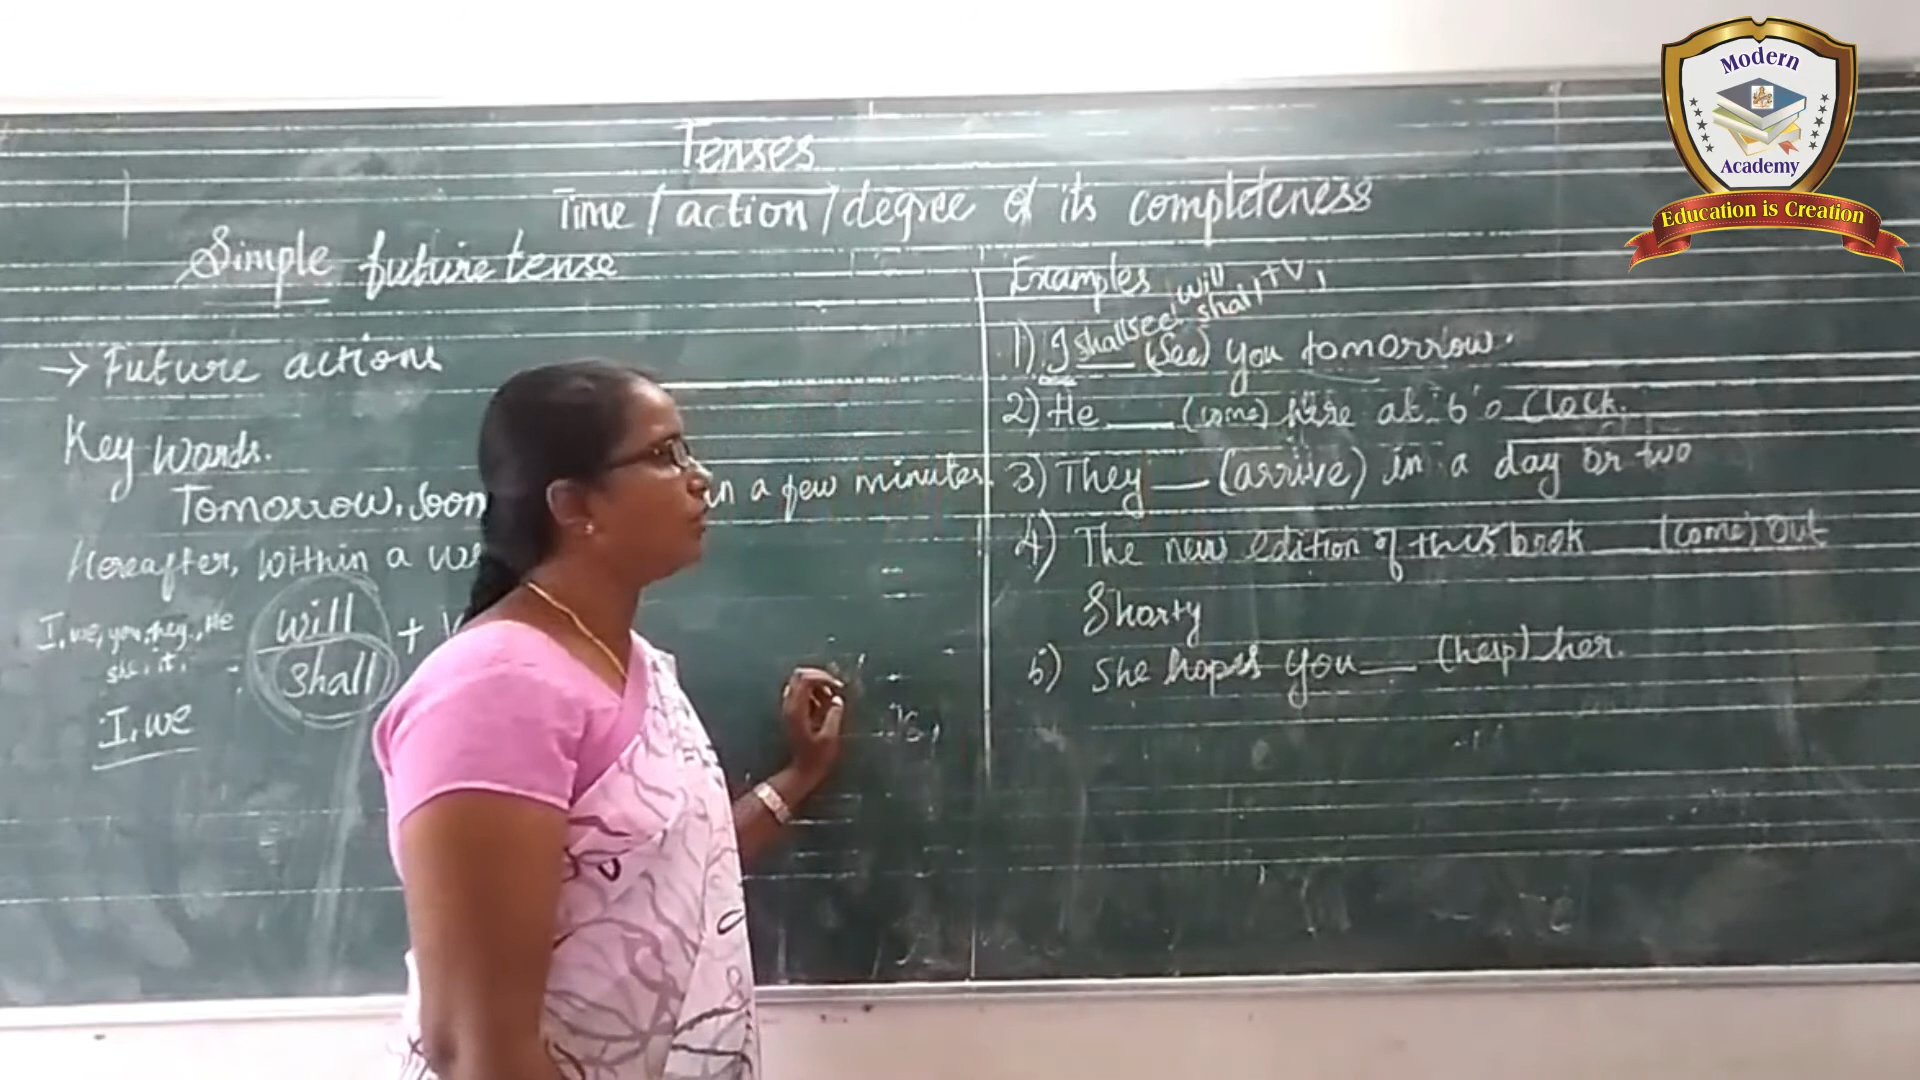 Modern
Academy
Education is Creation
Tenses
Time / action / degree of its completeness
Simple future tense
→ Future actions
Key Words.
Tomorrow, Soon
in a few minutes.
Hereafter, Within a
I, we, you, they, He
she, it,
will
shall
+
I, we
Examples will
shall + V1
1) I shall see (See) you tomorrow.
2) He ___ (come) here at 6'o Clock.
3) They ___ (arrive) in a day or two
4) The new edition of this book ___ (come) out
Shorty
5) She hopes you ___ (help) her.